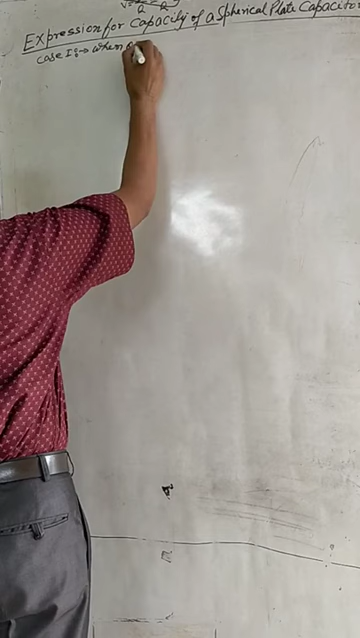 Expression for Capacity of a Spherical Plate Capacitor
case I:→ when